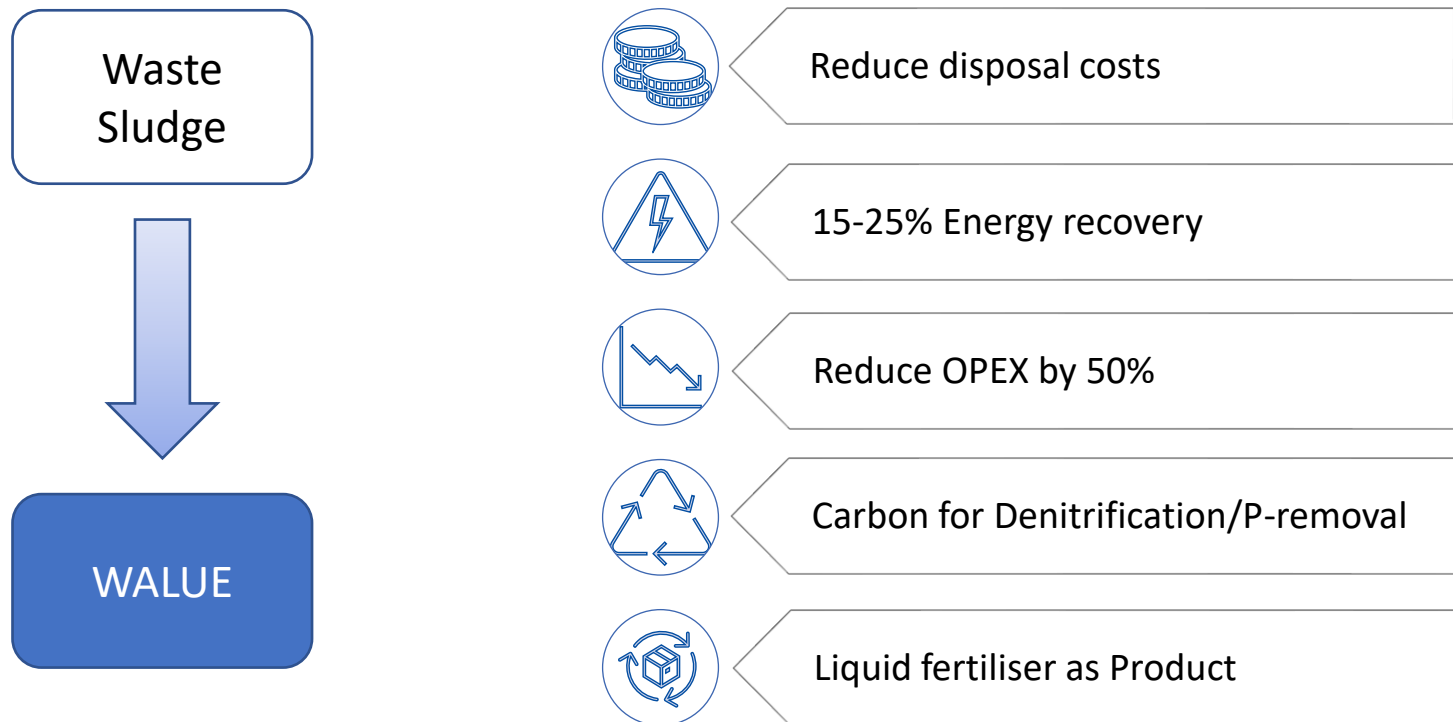 Waste
Sludge
WALUE
Reduce disposal costs
15-25% Energy recovery
Reduce OPEX by 50%
Carbon for Denitrification/P-removal
Liquid fertiliser as Product